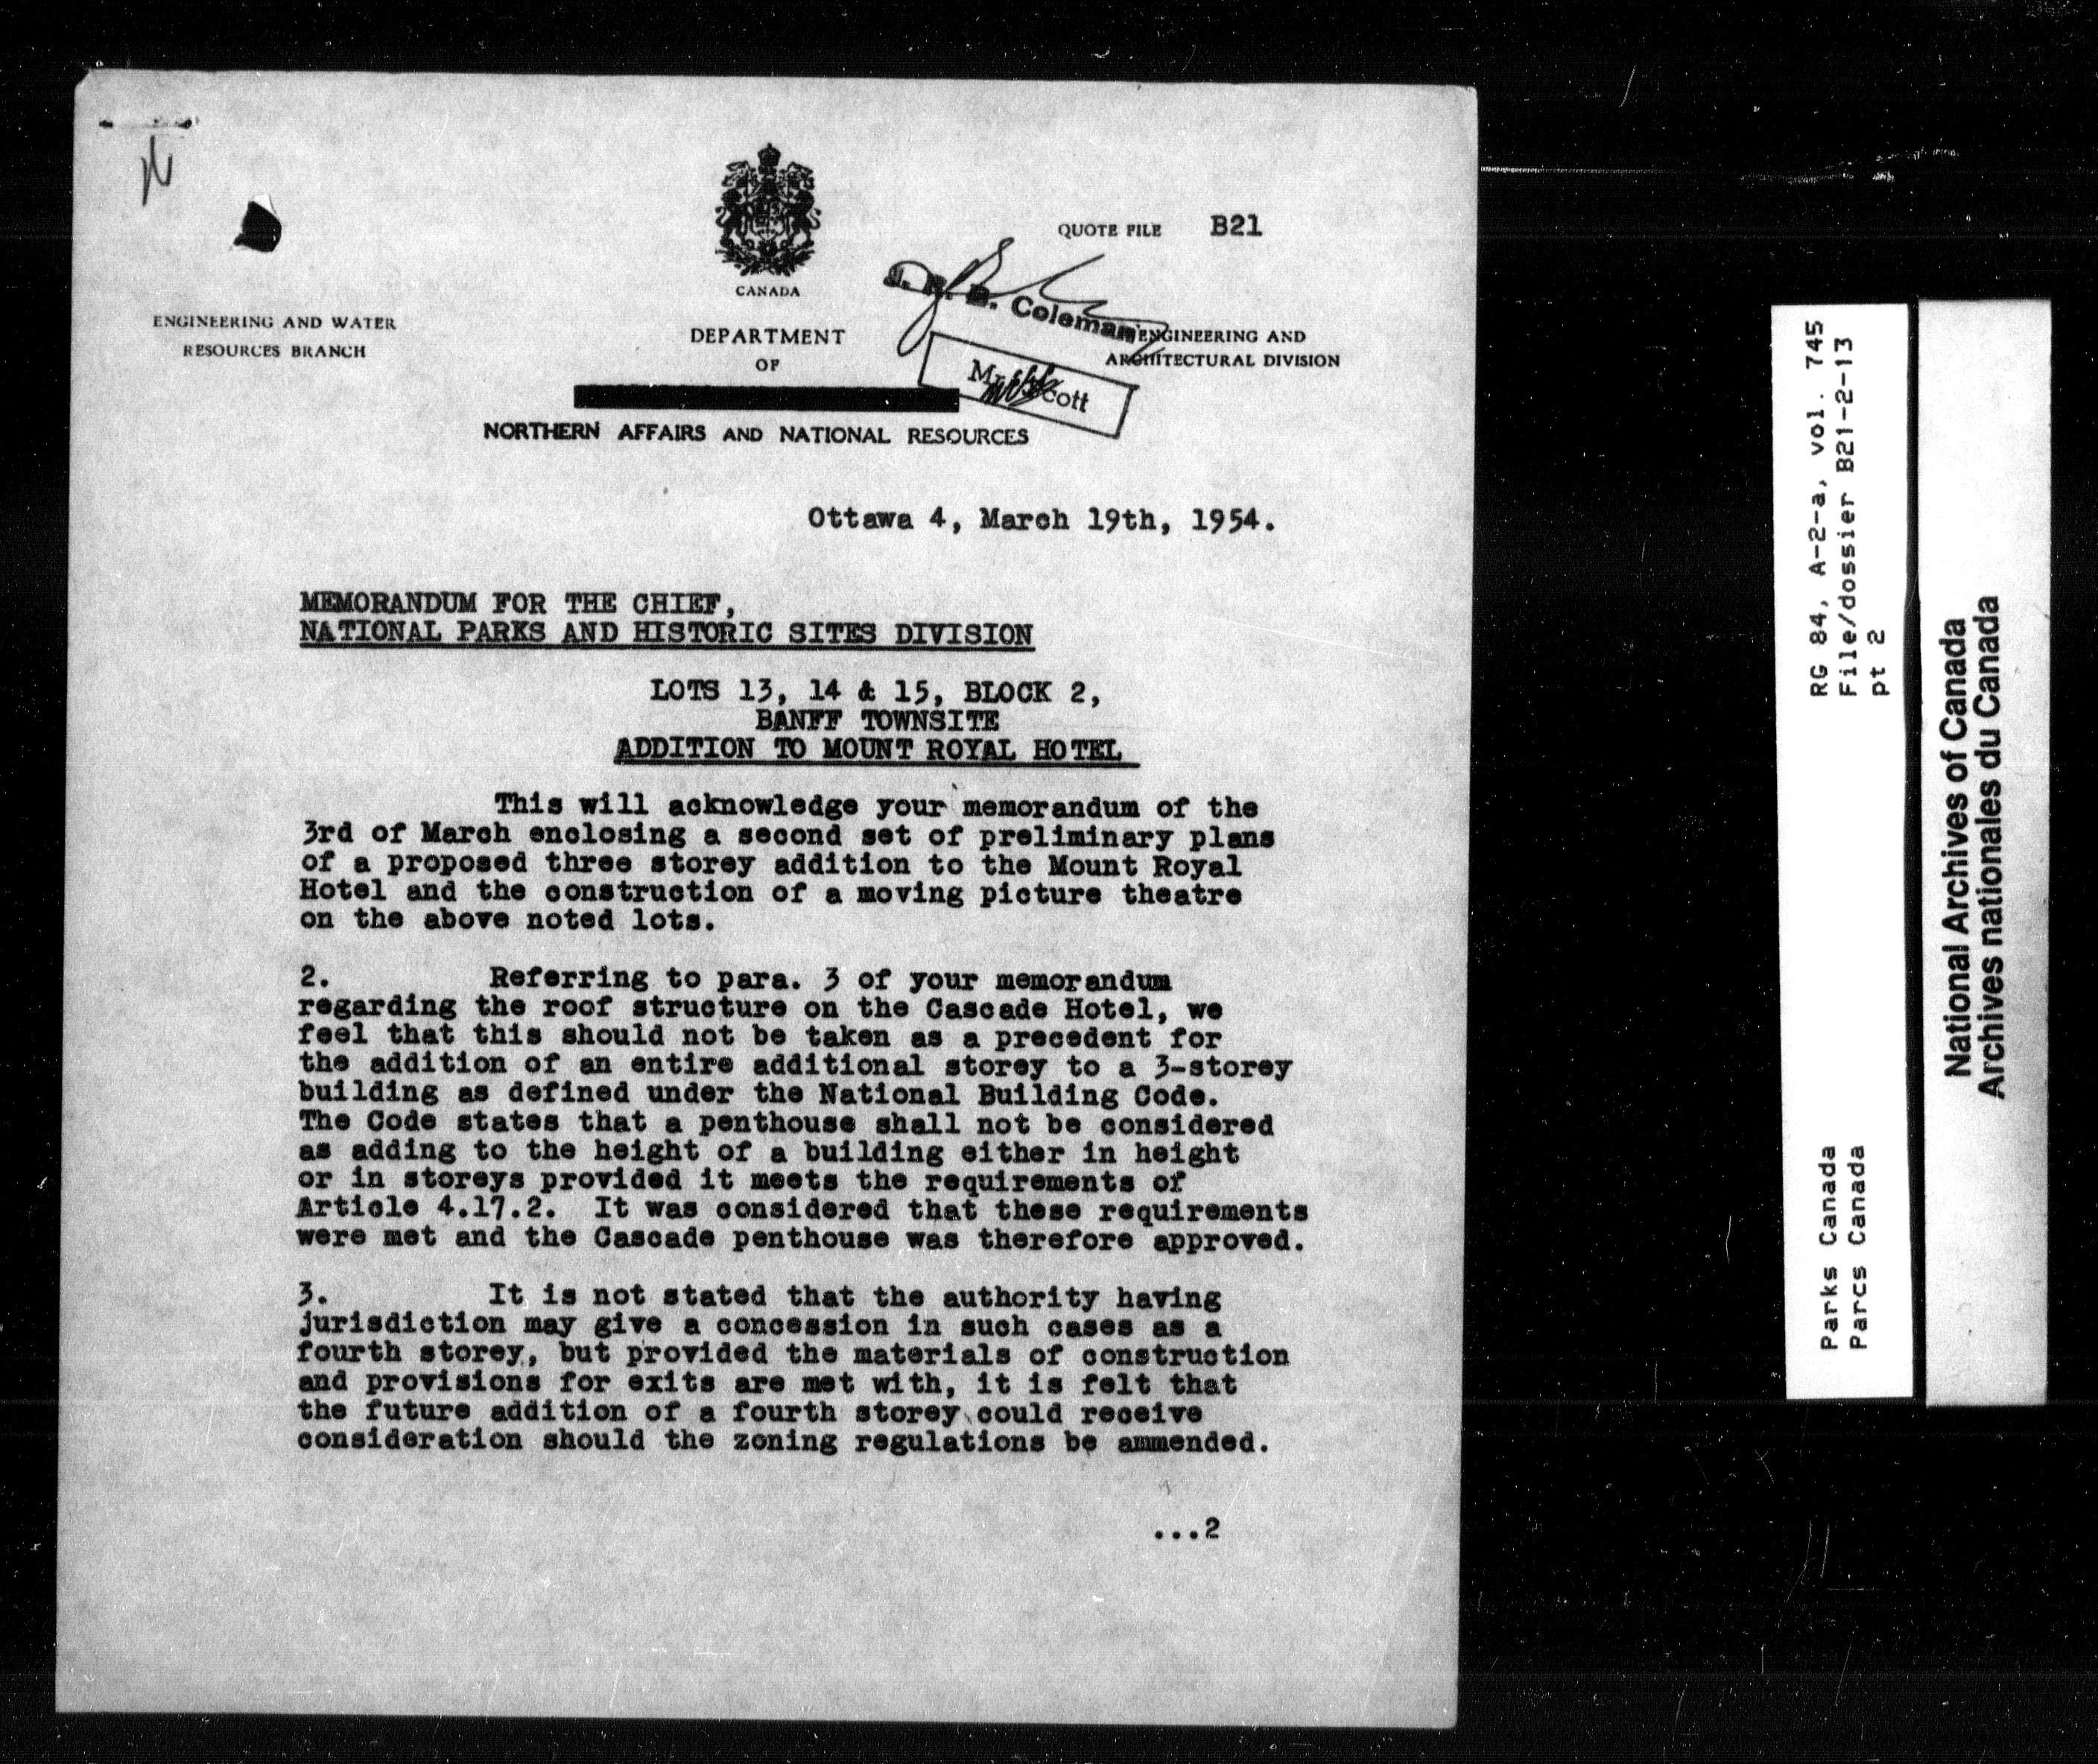 QUOTE FILE B21
CANADA
J. R. B. Coleman
ENGINEERING AND WATER
RESOURCES BRANCH
DEPARTMENT
OF
ENGINEERING AND
ARCHITECTURAL DIVISION
Mr. Scott
NORTHERN AFFAIRS AND NATIONAL RESOURCES
Ottawa 4, March 19th, 1954.
MEMORANDUM FOR THE CHIEF,
NATIONAL PARKS AND HISTORIC SITES DIVISION
LOTS 13, 14 & 15, BLOCK 2,
BANFF TOWNSITE
ADDITION TO MOUNT ROYAL HOTEL
This will acknowledge your memorandum of the
3rd of March enclosing a second set of preliminary plans
of a proposed three storey addition to the Mount Royal
Hotel and the construction of a moving picture theatre
on the above noted lots.
2. Referring to para. 3 of your memorandum
regarding the roof structure on the Cascade Hotel, we
feel that this should not be taken as a precedent for
the addition of an entire additional storey to a 3-storey
building as defined under the National Building Code.
The Code states that a penthouse shall not be considered
as adding to the height of a building either in height
or in storeys provided it meets the requirements of
Article 4.17.2. It was considered that these requirements
were met and the Cascade penthouse was therefore approved.
3. It is not stated that the authority having
jurisdiction may give a concession in such cases as a
fourth storey, but provided the materials of construction
and provisions for exits are met with, it is felt that
the future addition of a fourth storey could receive
consideration should the zoning regulations be ammended.
...2
RG 84, A-2-a, vol. 745
File/dossier B21-2-13
pt 2
Parks Canada
Parcs Canada
National Archives of Canada
Archives nationales du Canada